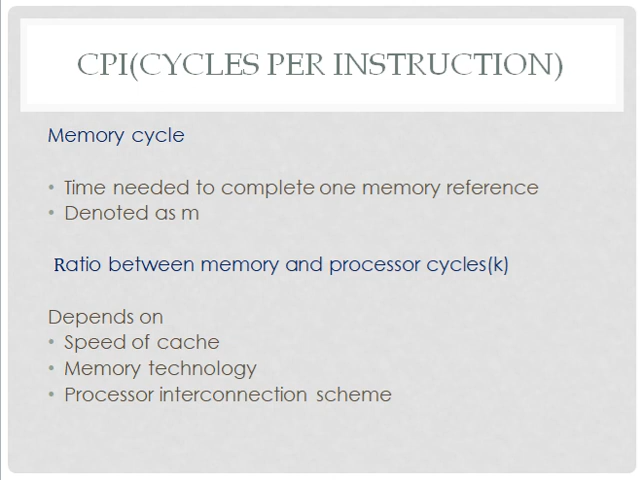 CPI(CYCLES PER INSTRUCTION)
Memory cycle
• Time needed to complete one memory reference
• Denoted as m
Ratio between memory and processor cycles(k)
Depends on
• Speed of cache
• Memory technology
• Processor interconnection scheme